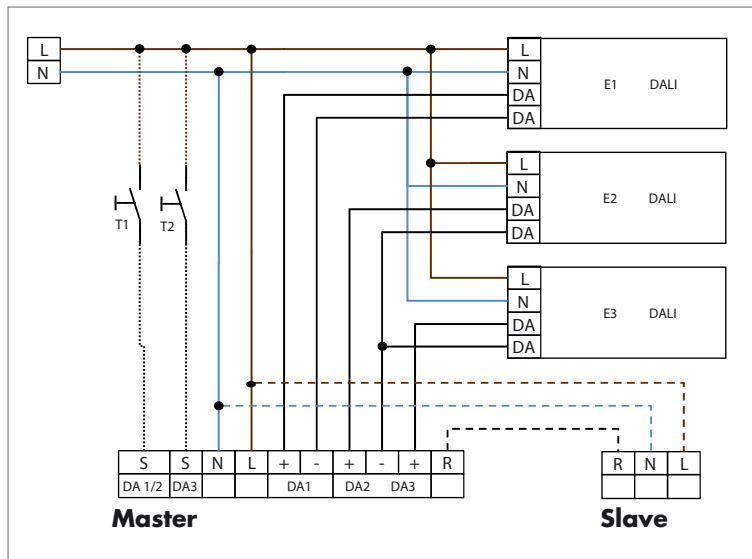 L
N
L
N
DA
DA
E1 DALI
L
N
DA
DA
E2 DALI
T1
T2
L
N
DA
DA
E3 DALI
S S N L + - + - + R
DA 1/2 DA3 DA1 DA2 DA3
Master
R N L
Slave